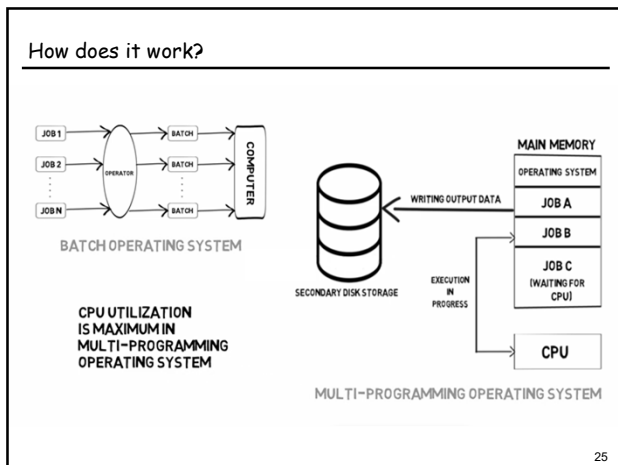 How does it work?
JOB 1
JOB 2
JOB N
OPERATOR
BATCH
BATCH
BATCH
COMPUTER
BATCH OPERATING SYSTEM
CPU UTILIZATION
IS MAXIMUM IN
MULTI-PROGRAMMING
OPERATING SYSTEM
SECONDARY DISK STORAGE
WRITING OUTPUT DATA
EXECUTION
IN
PROGRESS
MAIN MEMORY
OPERATING SYSTEM
JOB A
JOB B
JOB C
(WAITING FOR
CPU)
CPU
MULTI-PROGRAMMING OPERATING SYSTEM
25